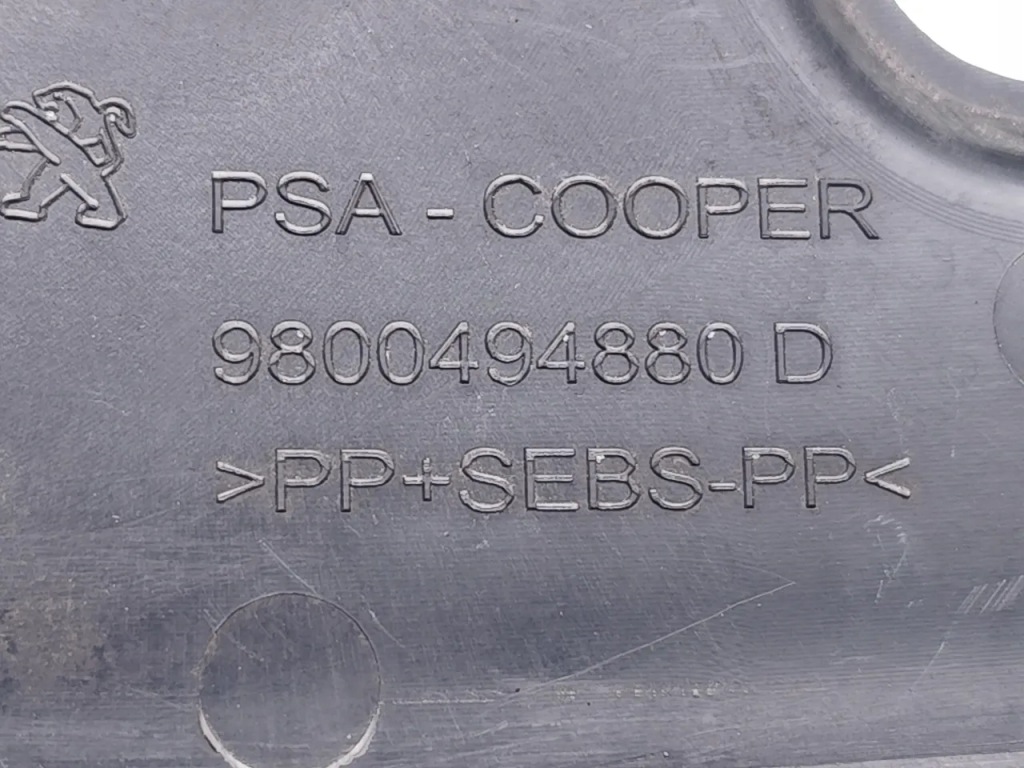 PSA - COOPER
9800494880 D
>PP+SEBS-PP<